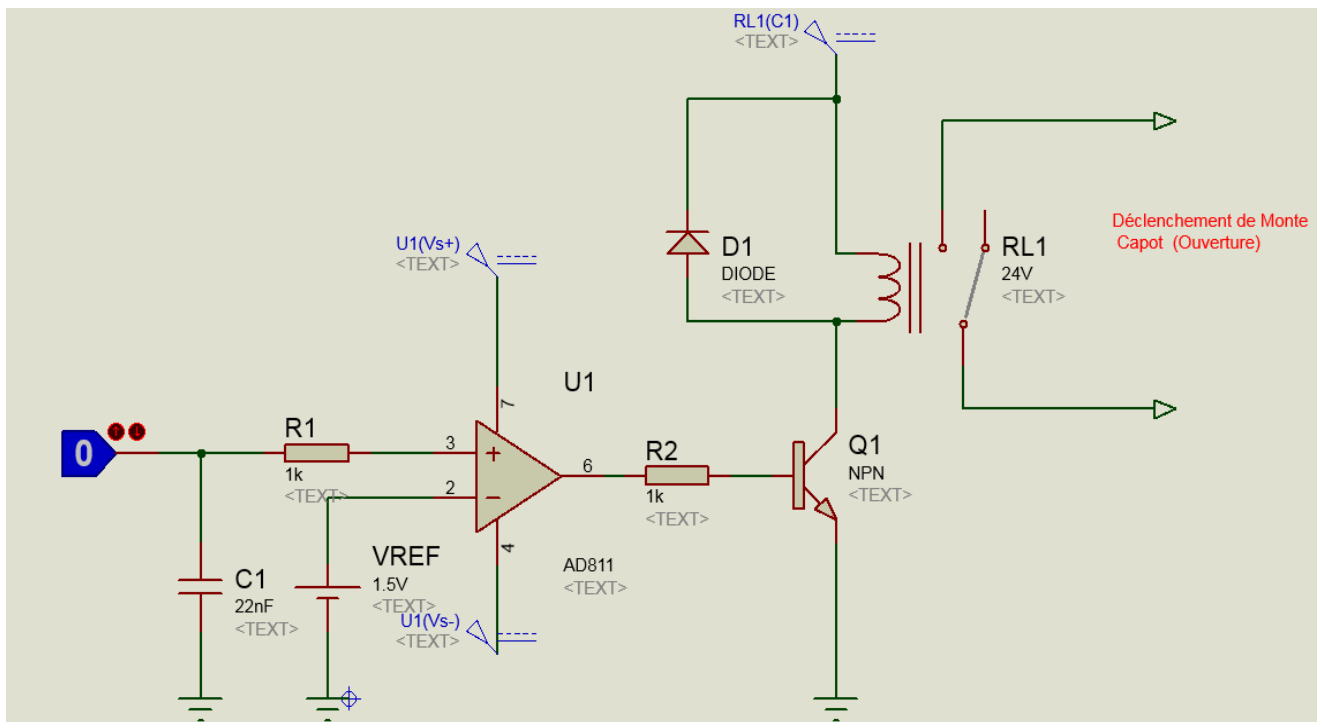 RL1(C1)
<TEXT>
D1
DIODE
<TEXT>
RL1
24V
<TEXT>
Déclenchement de Monte
Capot (Ouverture)
U1(Vs+)
<TEXT>
U1
7
0
R1
1k
<TEXT>
3
2
6
4
R2
1k
<TEXT>
Q1
NPN
<TEXT>
C1
22nF
<TEXT>
VREF
1.5V
<TEXT>
AD811
<TEXT>
U1(Vs-)
<TEXT>